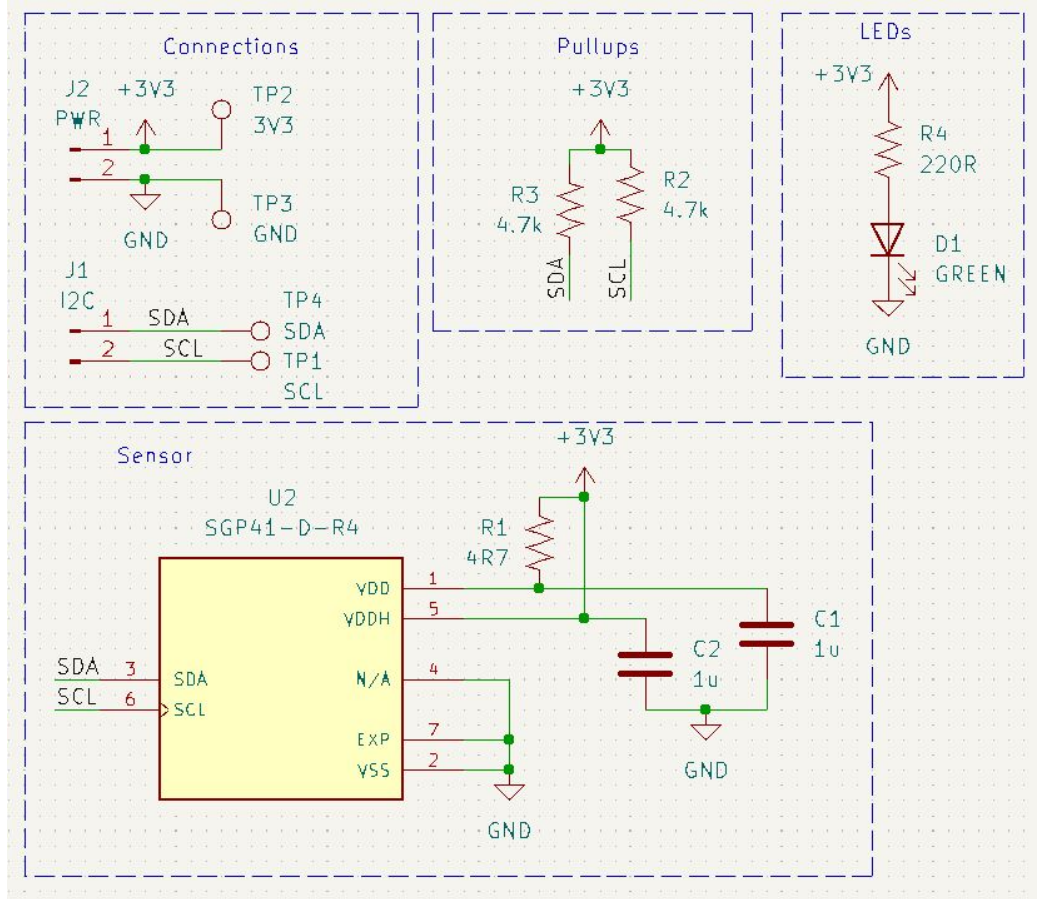 Connections
J2
PWR
+3V3
TP2
3V3
1
2
GND
TP3
GND
J1
I2C
1
SDA
TP4
SDA
2
SCL
TP1
SCL
Pullups
+3V3
R3
4.7k
R2
4.7k
SDA
SCL
LEDs
+3V3
R4
220R
D1
GREEN
GND
Sensor
+3V3
U2
SGP41-D-R4
R1
4R7
VDD
1
VDDH
5
C1
1u
C2
1u
SDA
3
SDA
N/A
4
SCL
6
SCL
EXP
7
VSS
2
GND
GND